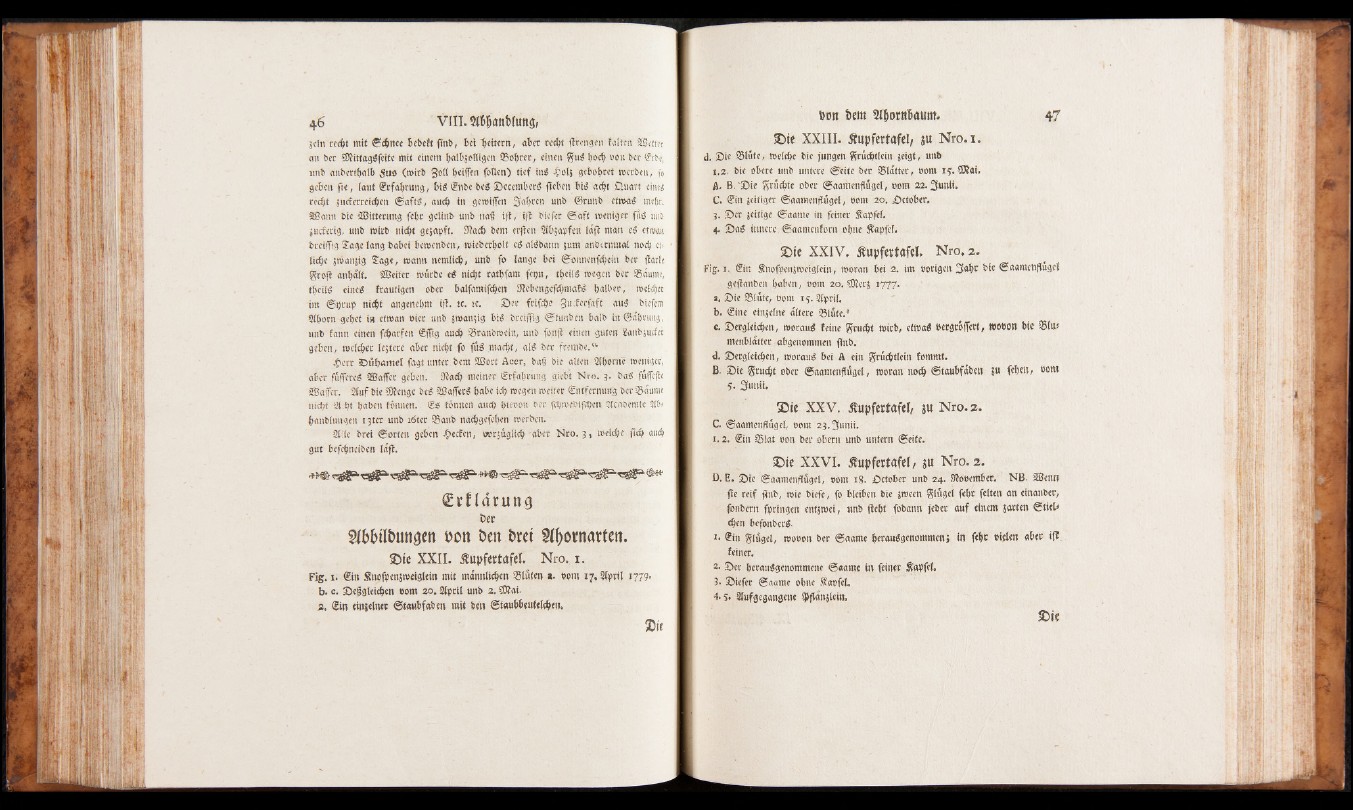 46 VIII. Abhandlung,
zeln recht mit Schnee bedekt sind, bei heitern, aber recht strengen kalten Wetter
an der Mittagsseite mit einem halbzolligen Bohrer, einen Fus hoch von der Erde,
und anderthalb Fus (wird Zoll heissen sollen) tief ins Holz gebohret werden, so
geben sie, laut Erfahrung, bis Ende des Decembers sieben bis acht Quart eines
recht zuckerreichen Safts, auch in gewissen Jahren und Grund etwas mehr.
Wann die Witterung sehr gelind und naß ist, ist dieser Saft weniger süs und
zuckerig, und wird nicht gezapft. Nach dem ersten Abzapfen läst man es etwan
dreissig Tage lang dabei bewenden, wiederholt es alsdann zum andernmal noch et-
liche zwanzig Tage, wann nemlich, und so lange bei Sonnenschein der starke
Frost anhält. Weiter würde es nicht rathsam seyn, theils wegen der Bäume,
theils eines krautigen oder balsamischen Nebengeschmaks halber, welcher
im Syrup nicht angenehm ist. ꝛc. ꝛc. Der frische Zuckersaft aus diesem
Ahorn gehet in etwan vier und zwanzig bis dreissig Stunden bald in Gährung,
und kann einen scharfen Essig auch Brandwein, und sonst einen guten Landzucker
geben, welcher leztere aber nicht so süs macht, als der fremde.“
Herr Dühamel sagt unter dem Wort Acer, daß die alten Ahorne weniger,
aber süsseres Wasser geben. Nach meiner Erfahrung giebt Nro. 3. das süsseste
Wasser. Auf die Menge des Wassers habe ich wegen weiter Entfernung der Bäume
nicht Acht haben können. Es können auch hievon der schwedischen Academie Ab-
handlungen 13ter und 16ter Band nachgesehen werden.
Alle drei Sorten geben Hecken, vorzüglich aber Nro. 3, welche sich auch
gut beschneiden läst.
Erklärung
der
Abbildungen von den drei Ahornarten.
Die XXII. Kupfertafel. Nro. 1.
Fig. 1. Ein Knospenzweiglein mit männlichen Blüten a. vom 17. April 1779.
b. c. Deßgleichen vom 20. April und 2. Mai.
2. Ein einzelner Staubfaden mit den Staubbeutelchen.
Die
von dem Ahornbaum. 47
Die XXIII. Kupfertafel, zu Nro. 1.
d. Die Blüte, welche die jungen Früchtlein zeigt, und
1.2. die obere und untere Seite der Blätter, vom 15. Mai.
A. B. Die Früchte oder Saamenflügel, vom 22. Junii.
C. Ein zeitiger Saamenflügel, vom 20. October.
3. Der zeitige Saame in seiner Kapsel.
4. Das innere Saamenkorn ohne Kapsel.
Die XXIV. Kupfertafel. Nro. 2.
Fig. 1. Ein Knospenzweiglein, woran bei 2. im vorigen Jahr die Saamenflügel
gestanden haben, vom 20. Merz 1777.
a. Die Blüte, vom 15. April.
b. Eine einzelne ältere Blüte.
c. Dergleichen, woraus keine Frucht wird, etwas vergrössert, wovon die Blu-
menblätter abgenommen sind.
d. Dergleichen, woraus bei A ein Früchtlein kommt.
B. Die Frucht oder Saamenflügel, woran noch Staubfäden zu sehen, vom
5. Junii.
Die XXV. Kupfertafel, zu Nro. 2.
C. Saamenflügel, vom 23. Junii.
1. 2. Ein Blat von der obern und untern Seite.
Die XXVI. Kupfertafel, zu Nro. 2.
D. E. Die Saamenflügel, vom 18. October und 24. November. NB. Wenn
sie reif sind, wie diese, so bleiben die zween Flügel sehr selten an einander,
sondern springen entzwei, und steht sodann jeder auf einem zarten Stiel-
chen besonders.
1. Ein Flügel, wovon der Saame herausgenommen; in sehr vielen aber ist
keiner.
2. Der herausgenommene Saame in seiner Kapsel.
3. Dieser Saame ohne Kapsel.
4. 5. Aufgegangene Pflänzlein.
Die